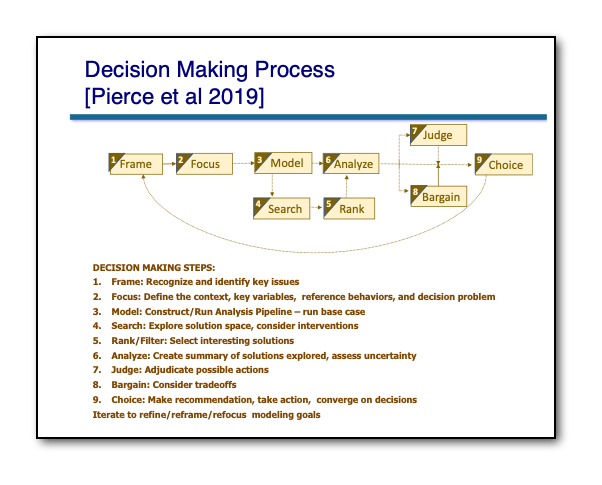 Decision Making Process
[Pierce et al 2019]
7 Judge
1 Frame
2 Focus
3 Model
6 Analyze
9 Choice
8 Bargain
4 Search
5 Rank
DECISION MAKING STEPS:
1. Frame: Recognize and identify key issues
2. Focus: Define the context, key variables, reference behaviors, and decision problem
3. Model: Construct/Run Analysis Pipeline – run base case
4. Search: Explore solution space, consider interventions
5. Rank/Filter: Select interesting solutions
6. Analyze: Create summary of solutions explored, assess uncertainty
7. Judge: Adjudicate possible actions
8. Bargain: Consider tradeoffs
9. Choice: Make recommendation, take action, converge on decisions
Iterate to refine/reframe/refocus modeling goals